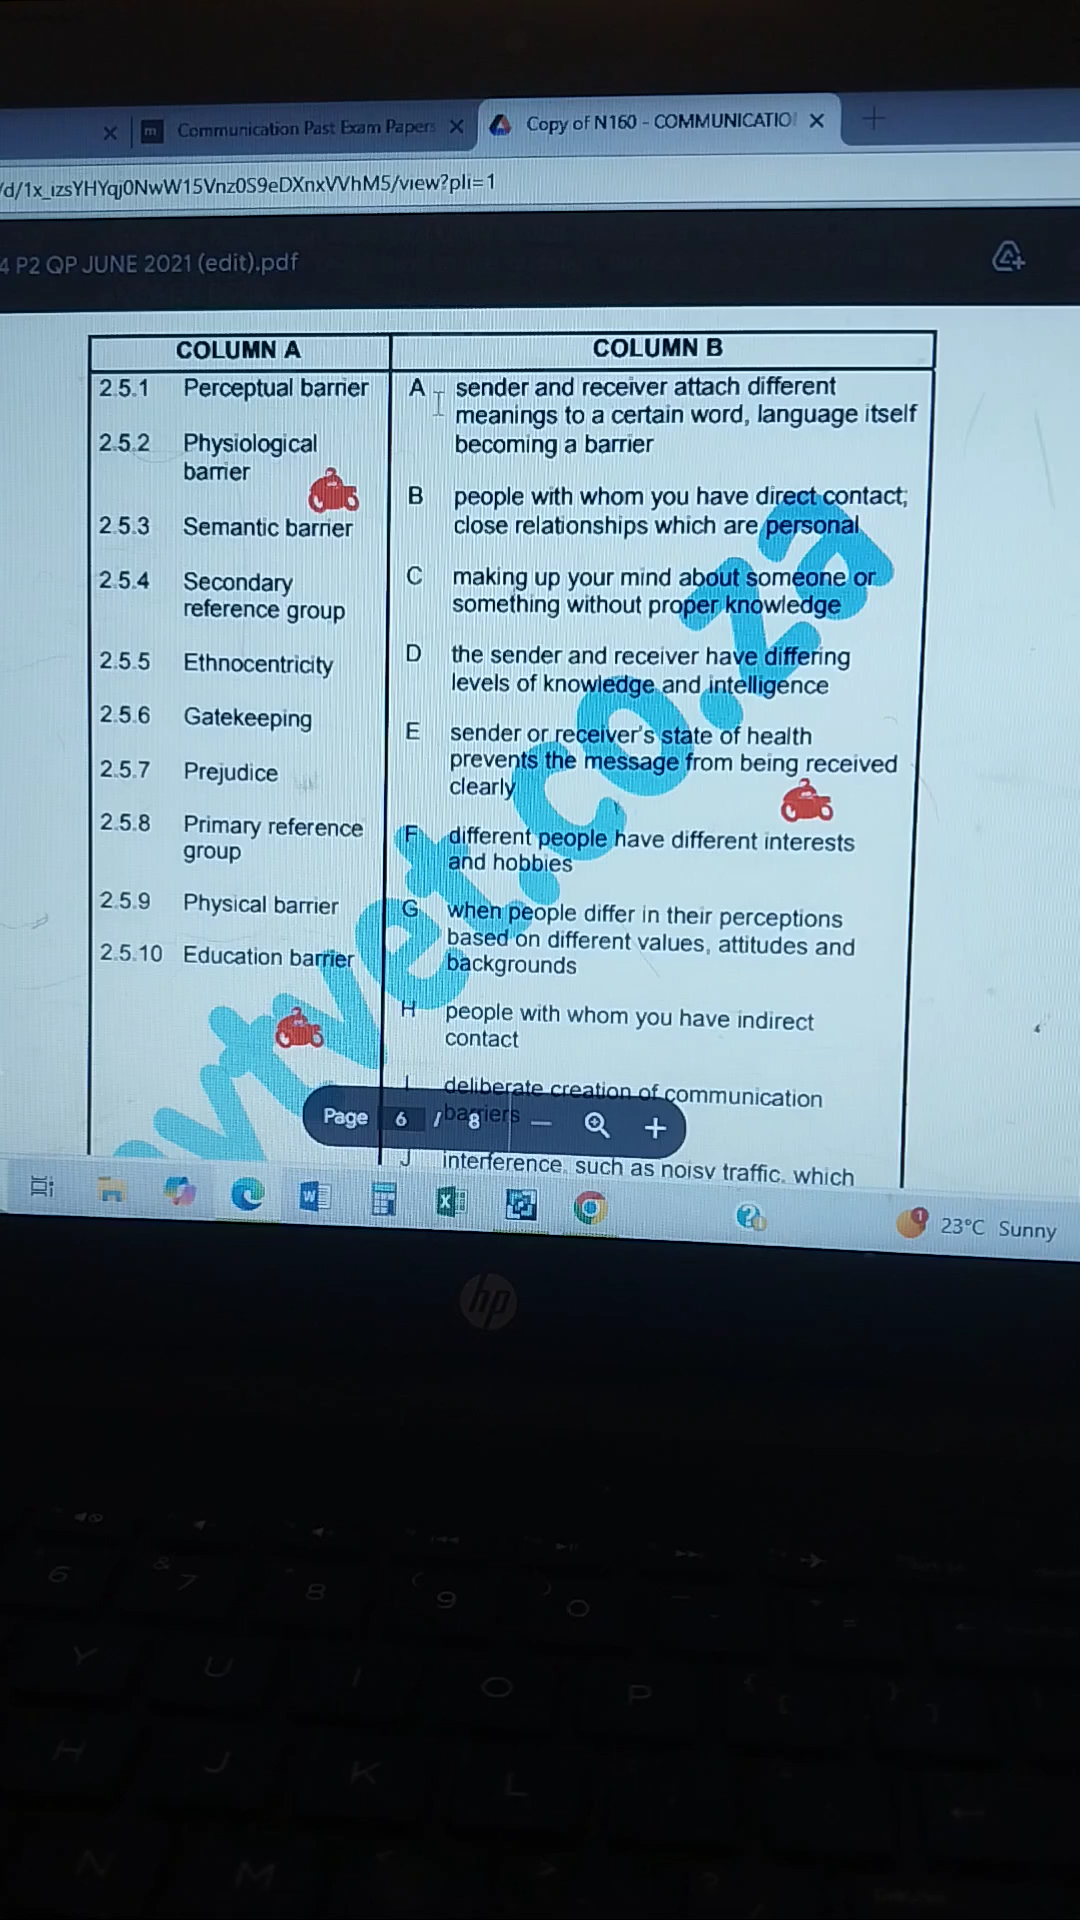 Communication Past Exam Papers
Copy of N160 - COMMUNICATIO
/d/1x_izsYHYqj0NwW15Vnz0S9eDXnxVVhM5/view?pli=1
4 P2 QP JUNE 2021 (edit).pdf
COLUMN A
COLUMN B
2.5.1 Perceptual barrier
2.5.2 Physiological
barrier
2.5.3 Semantic barrier
2.5.4 Secondary
reference group
2.5.5 Ethnocentricity
2.5.6 Gatekeeping
2.5.7 Prejudice
2.5.8 Primary reference
group
2.5.9 Physical barrier
2.5.10 Education barrier
A sender and receiver attach different
meanings to a certain word, language itself
becoming a barrier
B people with whom you have direct contact;
close relationships which are personal
C making up your mind about someone or
something without proper knowledge
D the sender and receiver have differing
levels of knowledge and intelligence
E sender or receiver's state of health
prevents the message from being received
clearly
F different people have different interests
and hobbies
G when people differ in their perceptions
based on different values, attitudes and
backgrounds
H people with whom you have indirect
contact
I deliberate creation of communication
barriers
J interference, such as noisy traffic, which
vtvet.co.za
Page 6 / 8
23°C Sunny
hp
6 7 8 9 0
Y U I O P
H J K L
N M